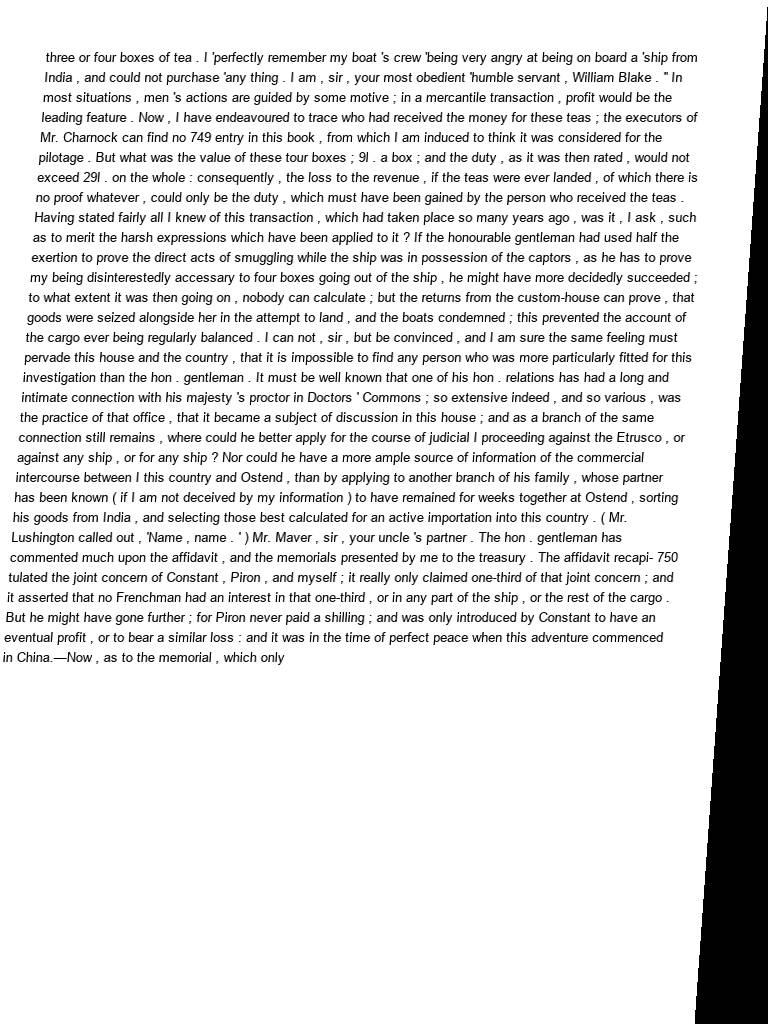 three or four boxes of tea . I 'perfectly remember my boat 's crew 'being very angry at being on board a 'ship from
India , and could not purchase 'any thing . I am , sir , your most obedient 'humble servant , William Blake . " In
most situations , men 's actions are guided by some motive ; in a mercantile transaction , profit would be the
leading feature . Now , I have endeavoured to trace who had received the money for these teas ; the executors of
Mr. Charnock can find no 749 entry in this book , from which I am induced to think it was considered for the
pilotage . But what was the value of these tour boxes ; 9l . a box ; and the duty , as it was then rated , would not
exceed 29l . on the whole : consequently , the loss to the revenue , if the teas were ever landed , of which there is
no proof whatever , could only be the duty , which must have been gained by the person who received the teas .
Having stated fairly all I knew of this transaction , which had taken place so many years ago , was it , I ask , such
as to merit the harsh expressions which have been applied to it ? If the honourable gentleman had used half the
exertion to prove the direct acts of smuggling while the ship was in possession of the captors , as he has to prove
my being disinterestedly accessary to four boxes going out of the ship , he might have more decidedly succeeded ;
to what extent it was then going on , nobody can calculate ; but the returns from the custom-house can prove , that
goods were seized alongside her in the attempt to land , and the boats condemned ; this prevented the account of
the cargo ever being regularly balanced . I can not , sir , but be convinced , and I am sure the same feeling must
pervade this house and the country , that it is impossible to find any person who was more particularly fitted for this
investigation than the hon . gentleman . It must be well known that one of his hon . relations has had a long and
intimate connection with his majesty 's proctor in Doctors ' Commons ; so extensive indeed , and so various , was
the practice of that office , that it became a subject of discussion in this house ; and as a branch of the same
connection still remains , where could he better apply for the course of judicial I proceeding against the Etrusco , or
against any ship , or for any ship ? Nor could he have a more ample source of information of the commercial
intercourse between I this country and Ostend , than by applying to another branch of his family , whose partner
has been known ( if I am not deceived by my information ) to have remained for weeks together at Ostend , sorting
his goods from India , and selecting those best calculated for an active importation into this country . ( Mr.
Lushington called out , 'Name , name . ' ) Mr. Maver , sir , your uncle 's partner . The hon . gentleman has
commented much upon the affidavit , and the memorials presented by me to the treasury . The affidavit recapi- 750
tulated the joint concern of Constant , Piron , and myself ; it really only claimed one-third of that joint concern ; and
it asserted that no Frenchman had an interest in that one-third , or in any part of the ship , or the rest of the cargo .
But he might have gone further ; for Piron never paid a shilling ; and was only introduced by Constant to have an
eventual profit , or to bear a similar loss : and it was in the time of perfect peace when this adventure commenced
in China.—Now , as to the memorial , which only